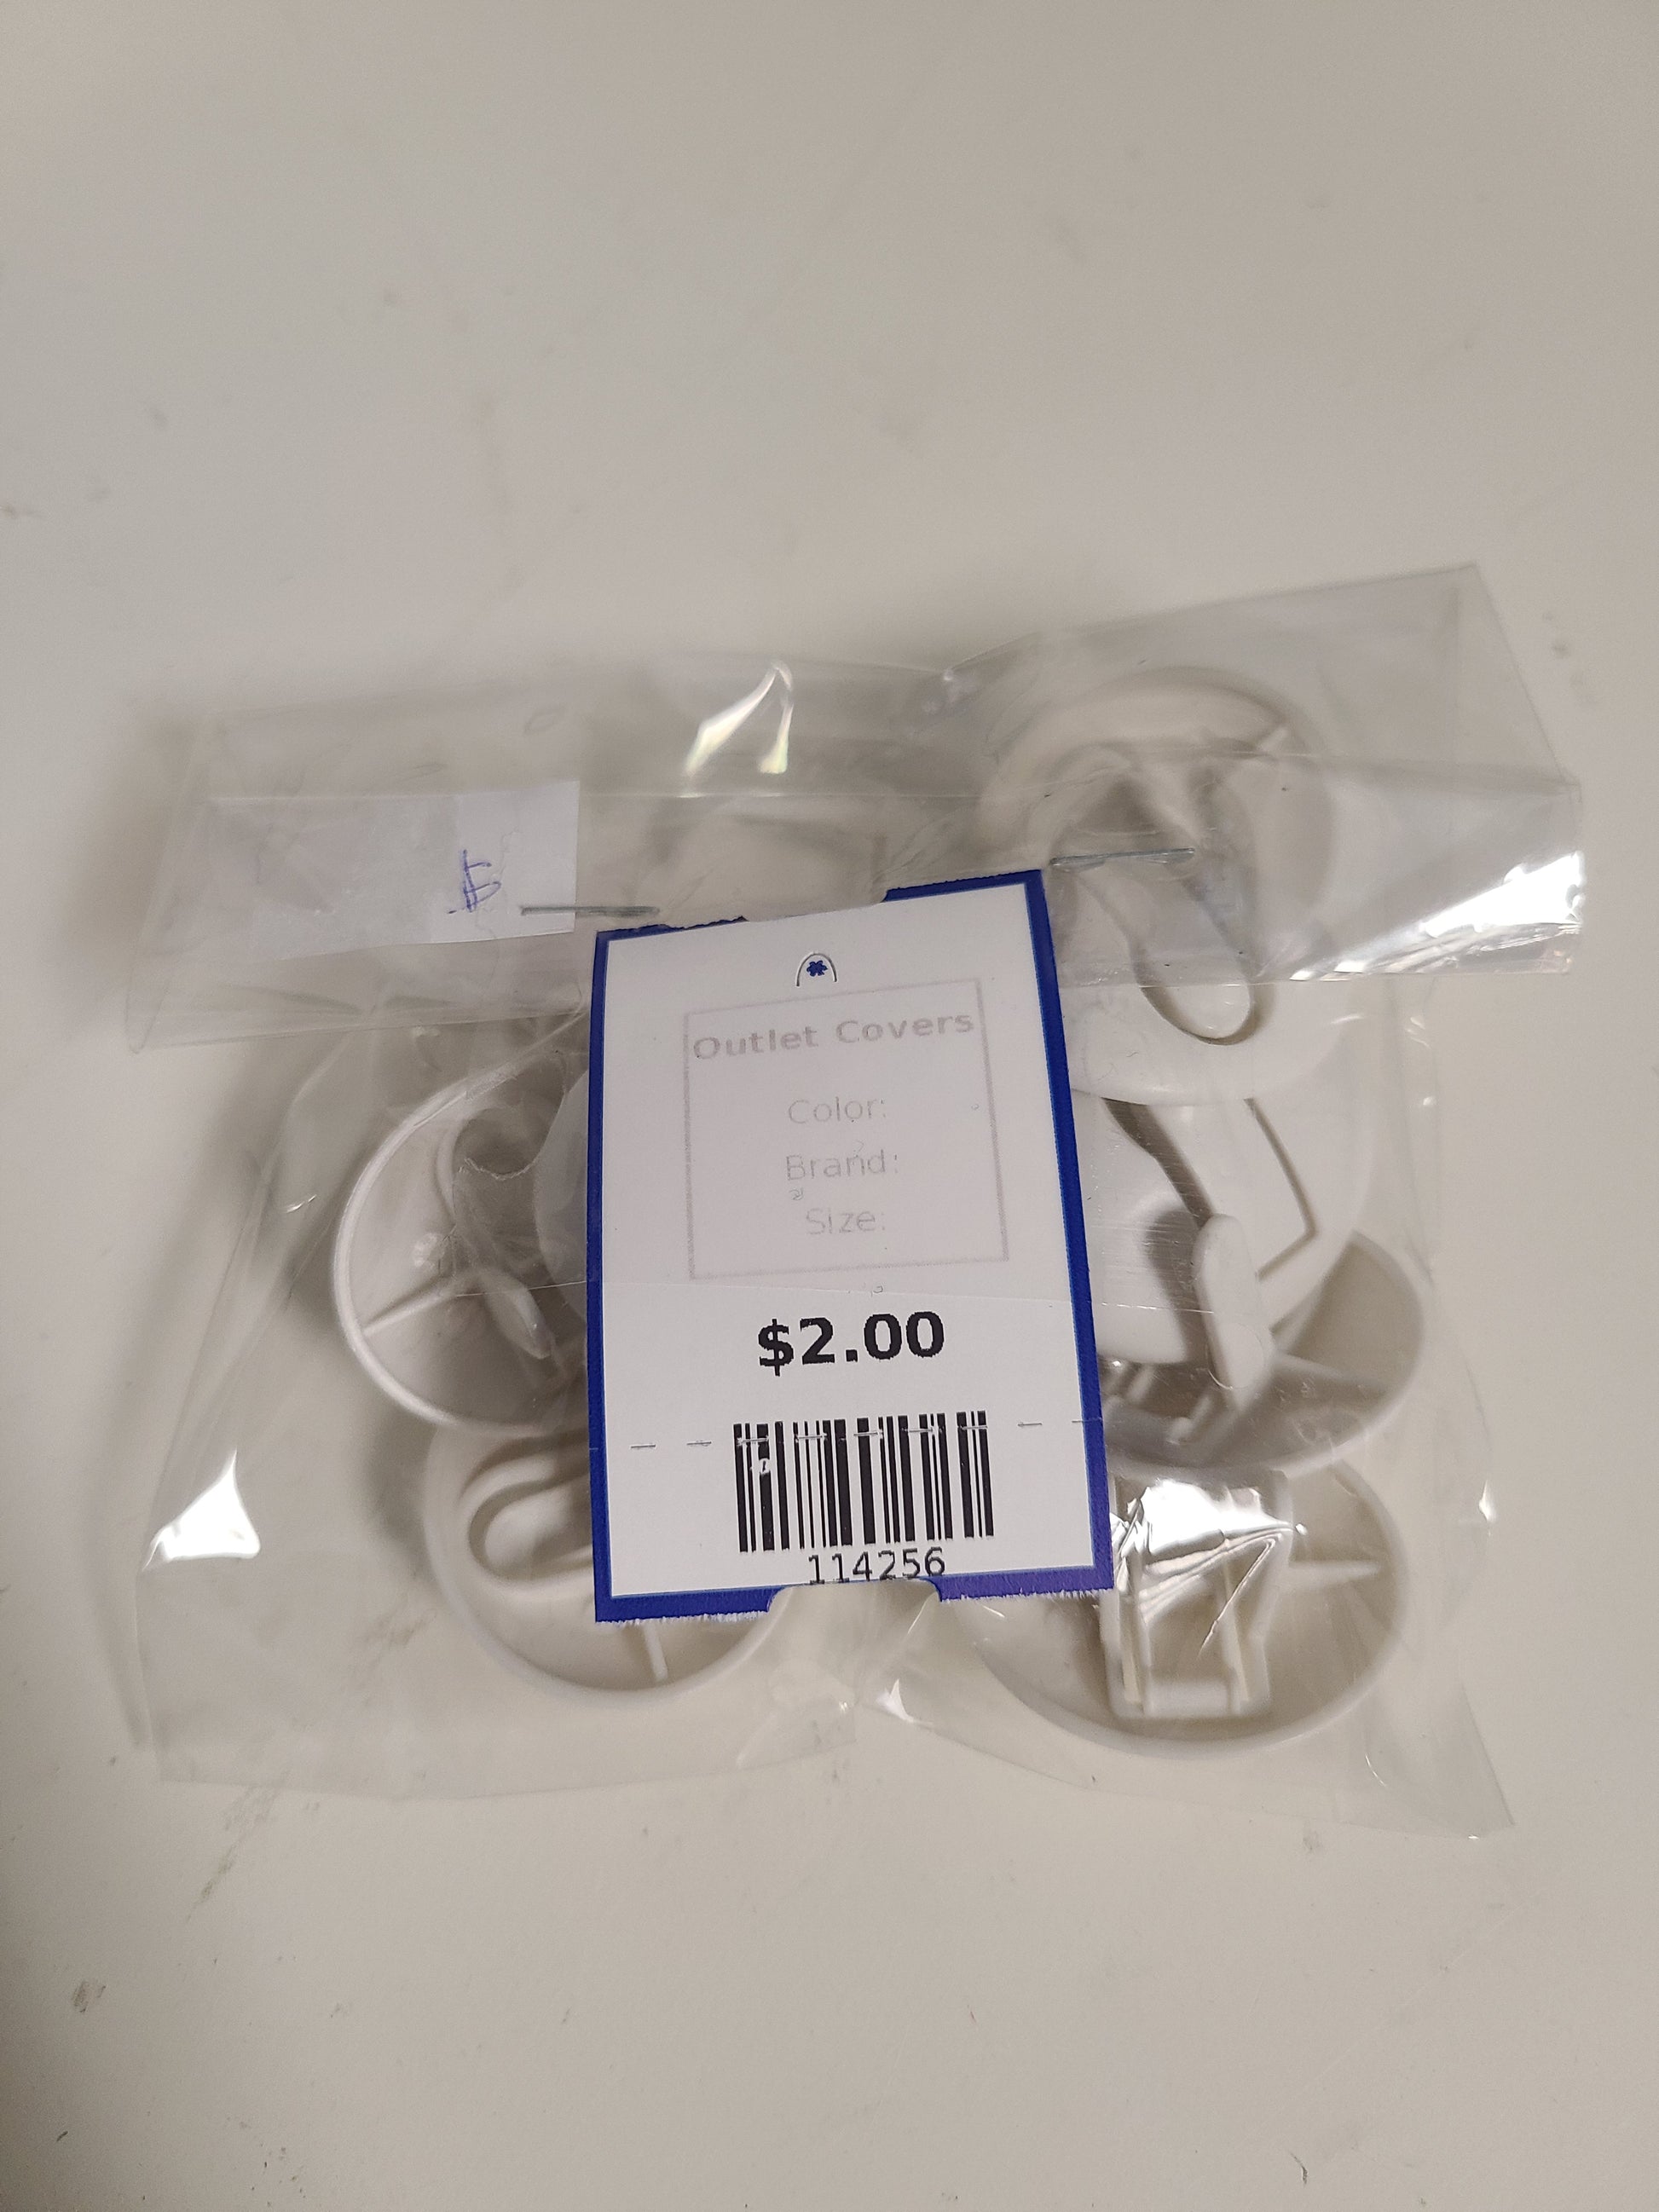 Outlet Covers
Color:
Brand:
Size:
$2.00
114256